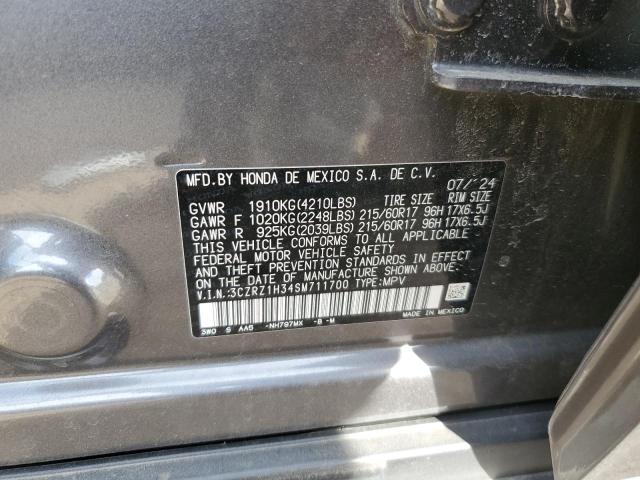 MFD.BY HONDA DE MEXICO S.A. DE C.V.
07/'24
GVWR 1910KG(4210LBS) TIRE SIZE RIM SIZE
GAWR F 1020KG(2248LBS) 215/60R17 96H 17X6.5J
GAWR R 925KG(2039LBS) 215/60R17 96H 17X6.5J
THIS VEHICLE CONFORMS TO ALL APPLICABLE
FEDERAL MOTOR VEHICLE SAFETY
AND THEFT PREVENTION STANDARDS IN EFFECT
ON THE DATE OF MANUFACTURE SHOWN ABOVE.
V.I.N.:3CZRZ1H34SM711700 TYPE:MPV
3W0 S AA5 -NH797MX -B -M
MADE IN MEXICO